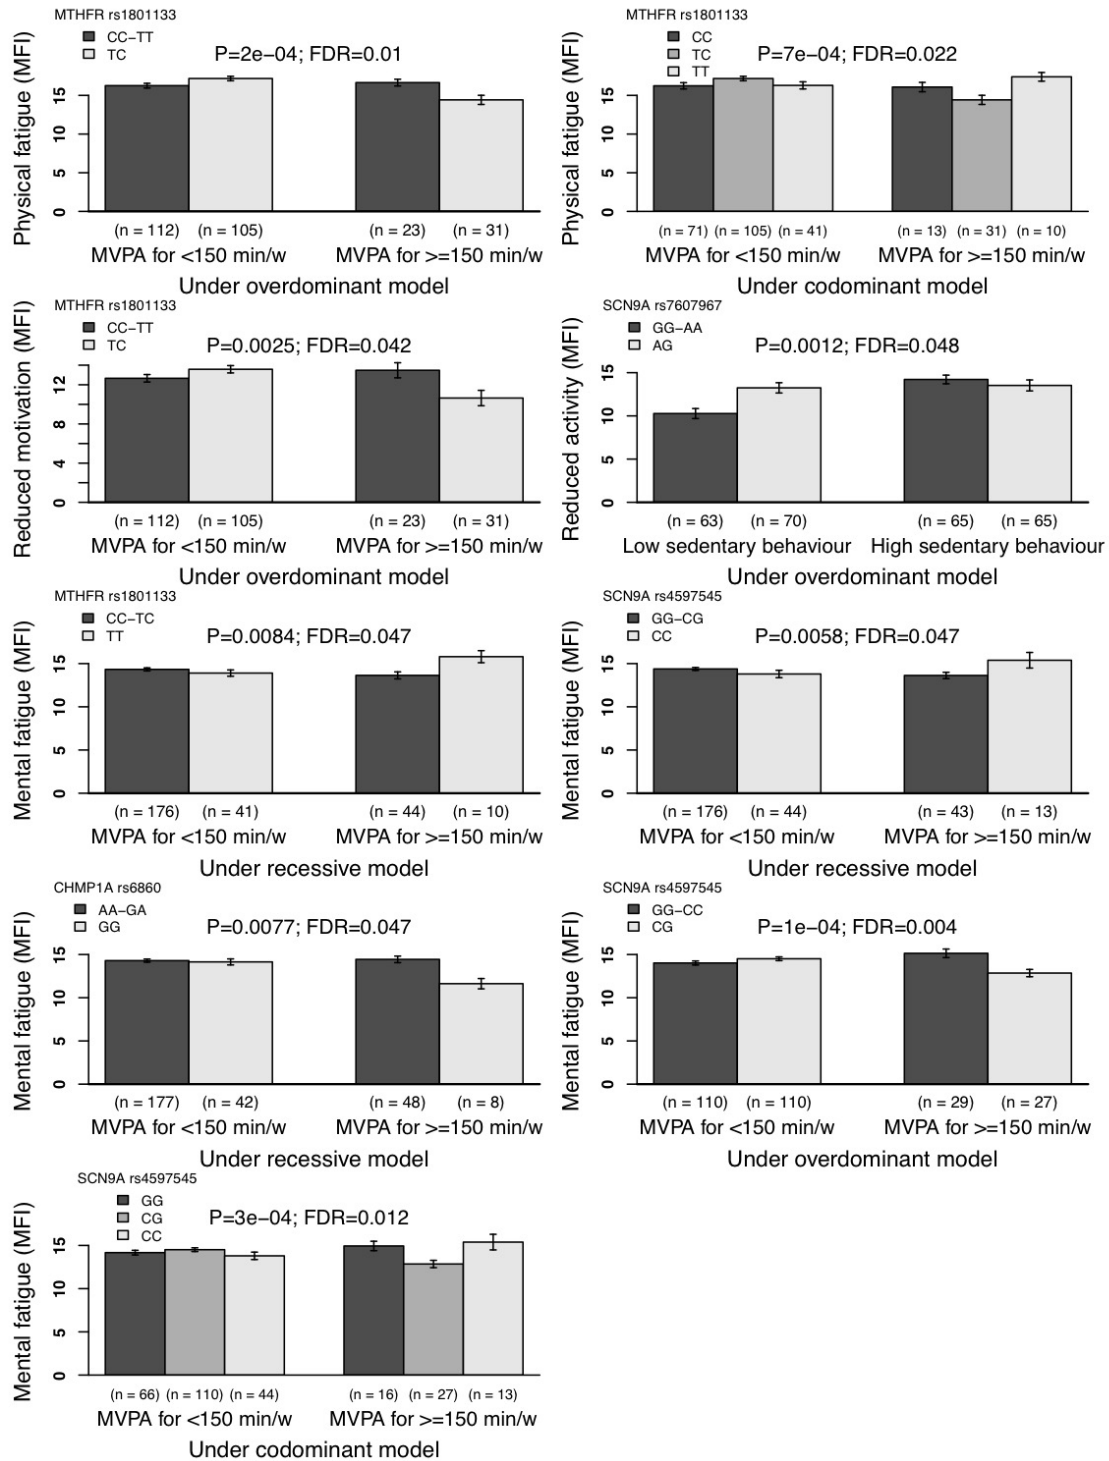 MTHFR rs1801133
CC−TT
TC
P=2e−04; FDR=0.01
Physical fatigue (MFI)
15
10
5
0
(n = 112) (n = 105) (n = 23) (n = 31)
MVPA for <150 min/w MVPA for >=150 min/w
Under overdominant model
MTHFR rs1801133
CC
TC
TT
P=7e−04; FDR=0.022
Physical fatigue (MFI)
15
10
5
0
(n = 71) (n = 105) (n = 41) (n = 13) (n = 31) (n = 10)
MVPA for <150 min/w MVPA for >=150 min/w
Under codominant model
MTHFR rs1801133
CC−TT
TC
P=0.0025; FDR=0.042
Reduced motivation (MFI)
12
8
4
0
(n = 112) (n = 105) (n = 23) (n = 31)
MVPA for <150 min/w MVPA for >=150 min/w
Under overdominant model
SCN9A rs7607967
GG−AA
AG
P=0.0012; FDR=0.048
Reduced activity (MFI)
15
10
5
0
(n = 63) (n = 70) (n = 65) (n = 65)
Low sedentary behaviour High sedentary behaviour
Under overdominant model
MTHFR rs1801133
CC−TC
TT
P=0.0084; FDR=0.047
Mental fatigue (MFI)
15
10
5
0
(n = 176) (n = 41) (n = 44) (n = 10)
MVPA for <150 min/w MVPA for >=150 min/w
Under recessive model
SCN9A rs4597545
GG−CG
CC
P=0.0058; FDR=0.047
Mental fatigue (MFI)
15
10
5
0
(n = 176) (n = 44) (n = 43) (n = 13)
MVPA for <150 min/w MVPA for >=150 min/w
Under recessive model
CHMP1A rs6860
AA−GA
GG
P=0.0077; FDR=0.047
Mental fatigue (MFI)
15
10
5
0
(n = 177) (n = 42) (n = 48) (n = 8)
MVPA for <150 min/w MVPA for >=150 min/w
Under recessive model
SCN9A rs4597545
GG−CC
CG
P=1e−04; FDR=0.004
Mental fatigue (MFI)
15
10
5
0
(n = 110) (n = 110) (n = 29) (n = 27)
MVPA for <150 min/w MVPA for >=150 min/w
Under overdominant model
SCN9A rs4597545
GG
CG
CC
P=3e−04; FDR=0.012
Mental fatigue (MFI)
15
10
5
0
(n = 66) (n = 110) (n = 44) (n = 16) (n = 27) (n = 13)
MVPA for <150 min/w MVPA for >=150 min/w
Under codominant model